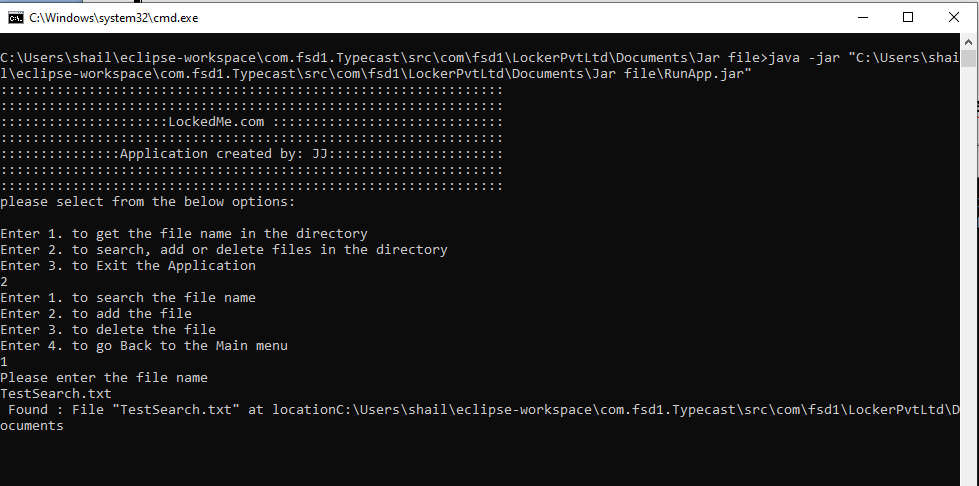 C:\Windows\system32\cmd.exe
C:\Users\shail\eclipse-workspace\com.fsd1.Typecast\src\com\fsd1\LockerPvtLtd\Documents\Jar file>java -jar "C:\Users\shai
l\eclipse-workspace\com.fsd1.Typecast\src\com\fsd1\LockerPvtLtd\Documents\Jar file\RunApp.jar"
:::::::::::::::::::::::::::::::::::::::::::::::::::::::::::::::
:::::::::::::::::::::::::::::::::::::::::::::::::::::::::::::::
:::::::::::::::::::::LockedMe.com :::::::::::::::::::::::::::::
:::::::::::::::::::::::::::::::::::::::::::::::::::::::::::::::
:::::::::::::::Application created by: JJ::::::::::::::::::::::
:::::::::::::::::::::::::::::::::::::::::::::::::::::::::::::::
:::::::::::::::::::::::::::::::::::::::::::::::::::::::::::::::
please select from the below options:
Enter 1. to get the file name in the directory
Enter 2. to search, add or delete files in the directory
Enter 3. to Exit the Application
2
Enter 1. to search the file name
Enter 2. to add the file
Enter 3. to delete the file
Enter 4. to go Back to the Main menu
1
Please enter the file name
TestSearch.txt
 Found : File "TestSearch.txt" at locationC:\Users\shail\eclipse-workspace\com.fsd1.Typecast\src\com\fsd1\LockerPvtLtd\D
ocuments